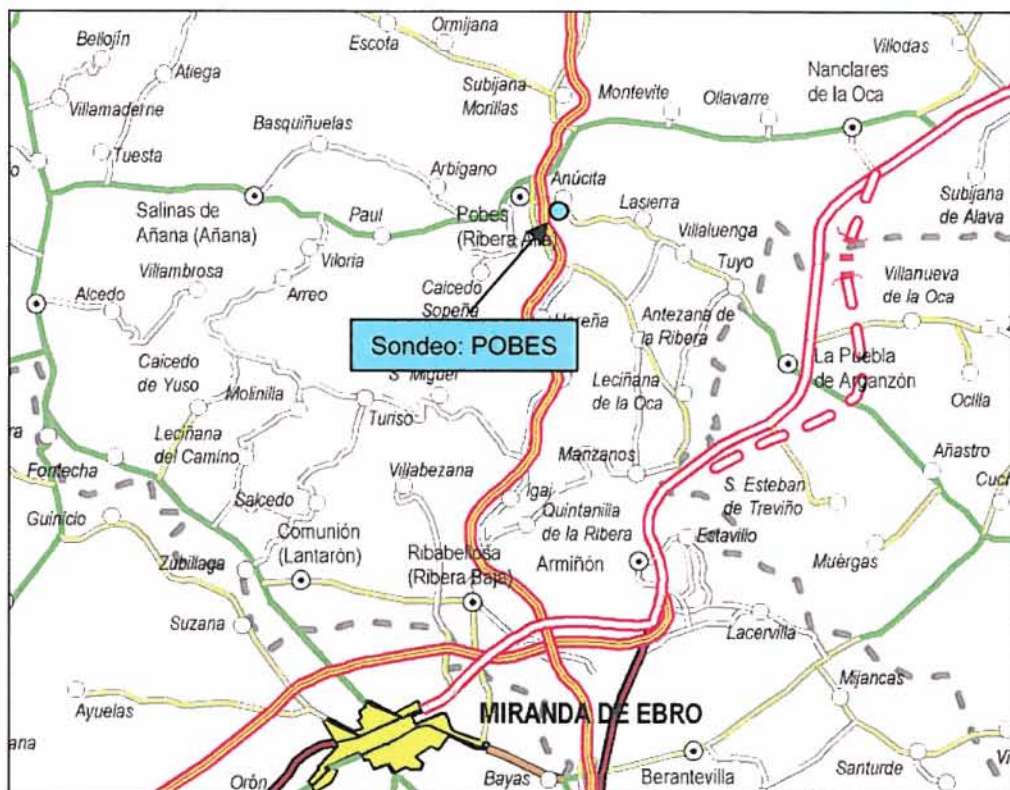 Bellojín
Ormijana
Escota
Villodas
Atiega
Nanclares
de la Oca
Villamaderne
Subijana
Morillas
Montevite
Ollavarre
Basquiñuelas
Tuesta
Arbigano
Anúcita
Subijana
de Alava
Salinas de
Añana (Añana)
Paul
Pobes
(Ribera Alta)
Lasierra
Villaluenga
Viloria
Tuyo
Villambrosa
Villanueva
de la Oca
Caicedo
Sopeña
Alcedo
Arreo
Antezana de
la Ribera
Sondeo: POBES
Caicedo
de Yuso
S. Miguel
La Puebla
de Arganzón
Molinilla
Leciñana
de la Oca
Ocilla
Turiso
Leciñana
del Camino
Manzanos
Añastro
Fontecha
Villabezana
S. Esteban
de Treviño
Salcedo
Igay
Guinicio
Quintanilla
de la Ribera
Comunión
(Lantarón)
Estavillo
Ribabellosa
(Ribera Baja)
Armiñón
Muérgas
Zubillaga
Suzana
Lacervilla
Mijancas
Ayuelas
MIRANDA DE EBRO
Orón
Bayas
Berantevilla
Santurde